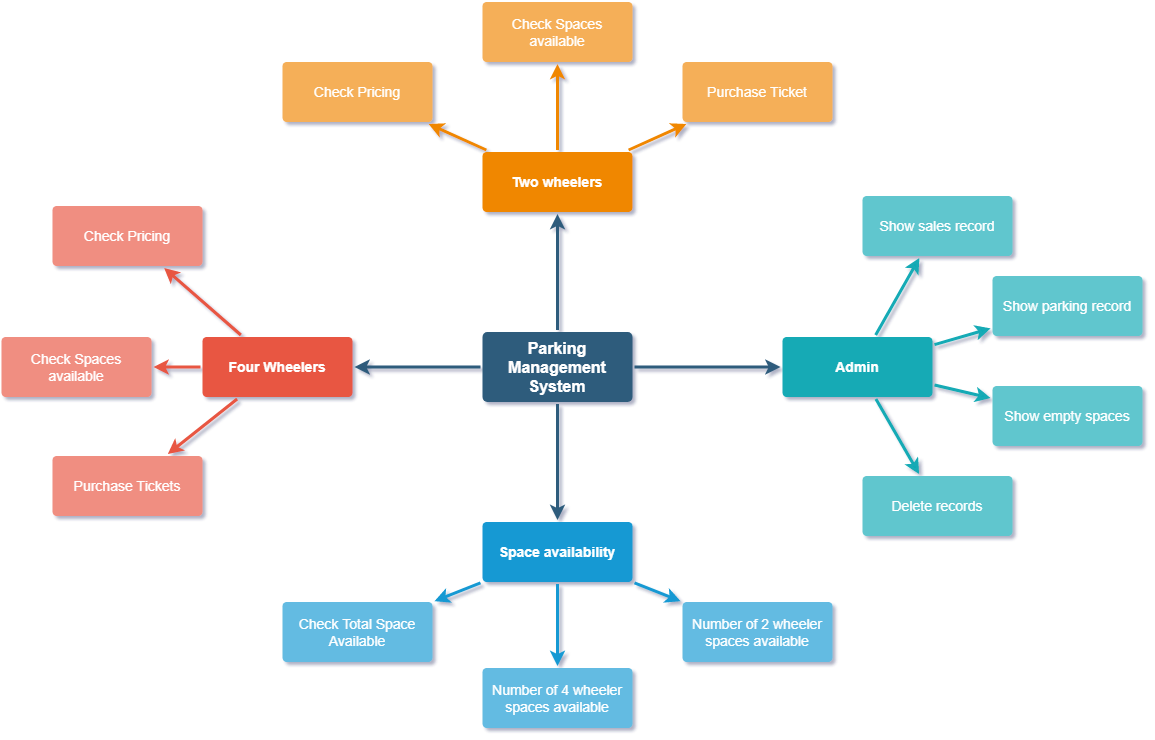 Check Spaces
available
Check Pricing
Purchase Ticket
Two wheelers
Check Pricing
Show sales record
Show parking record
Check Spaces
available
Four Wheelers
Parking
Management
System
Admin
Show empty spaces
Purchase Tickets
Delete records
Space availability
Check Total Space
Available
Number of 2 wheeler
spaces available
Number of 4 wheeler
spaces available